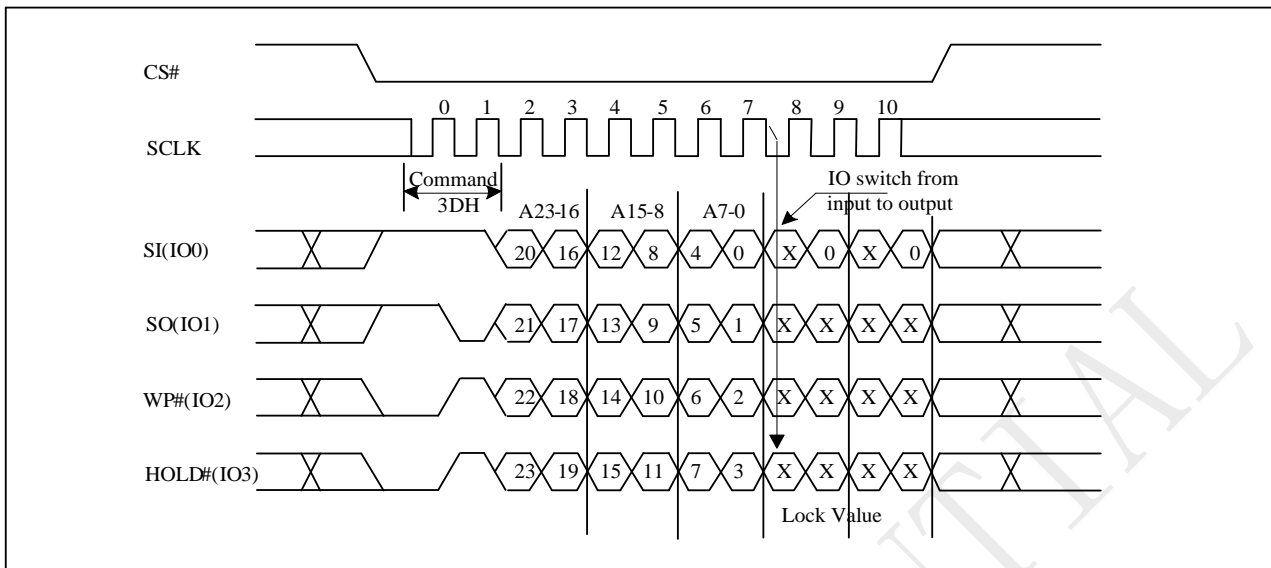 CS#
0 1 2 3 4 5 6 7 8 9 10
SCLK
Command
3DH
IO switch from
input to output
A23-16 A15-8 A7-0
SI(IO0) 20 16 12 8 4 0 X 0 X 0
SO(IO1) 21 17 13 9 5 1 X X X X
WP#(IO2) 22 18 14 10 6 2 X X X X
HOLD#(IO3) 23 19 15 11 7 3 X X X X
Lock Value
TIAL